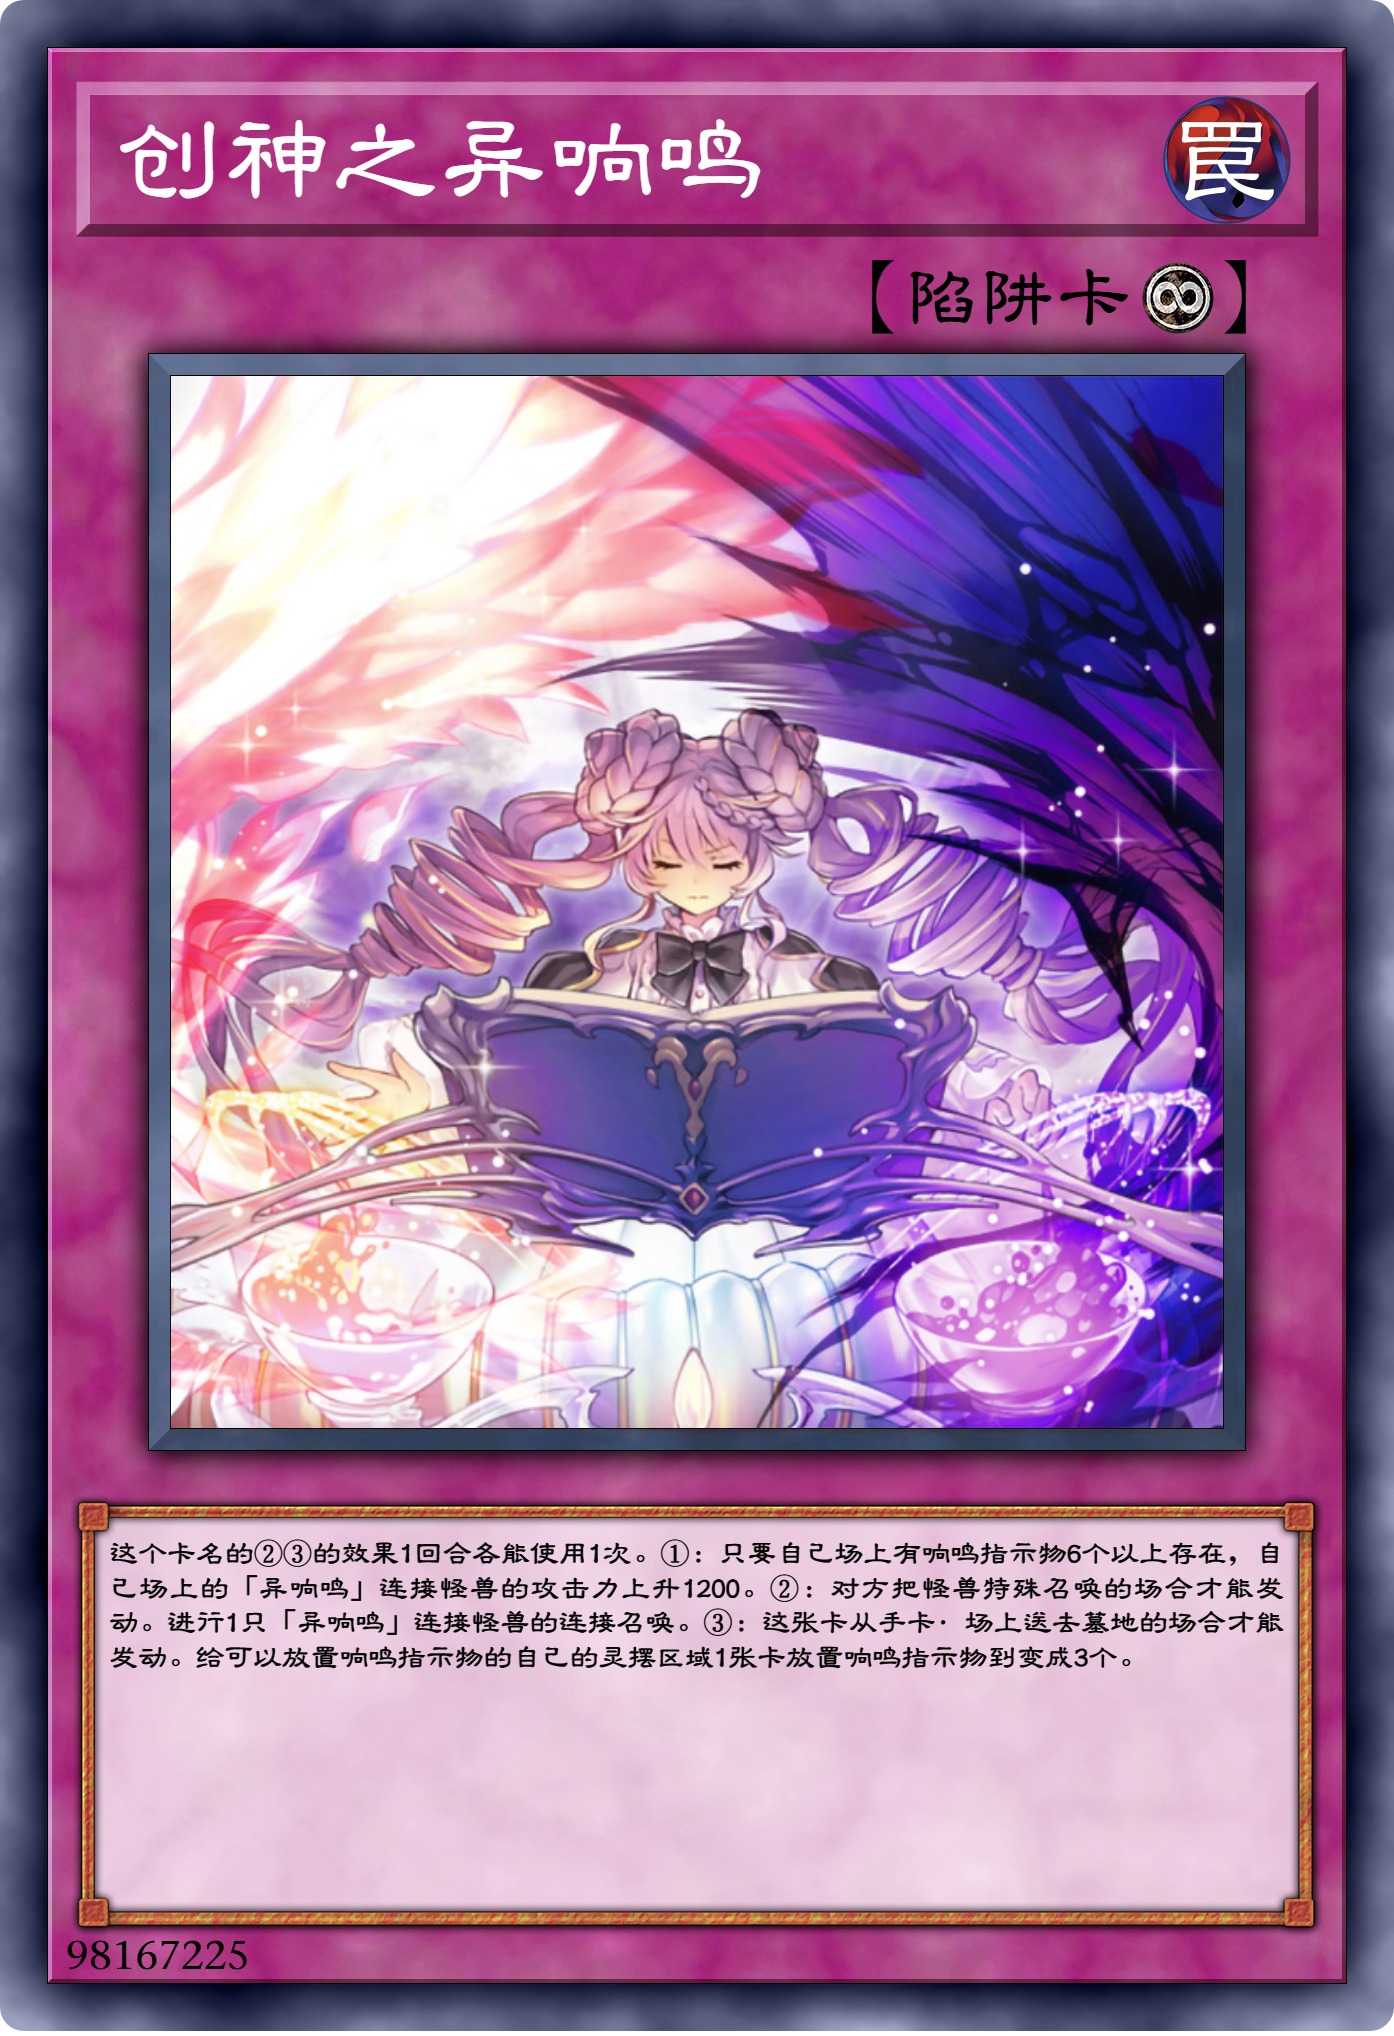 创神之异响鸣
罠
【陷阱卡】
这个卡名的②③的效果1回合各能使用1次。①：只要自己场上有响鸣指示物6个以上存在，自
己场上的「异响鸣」连接怪兽的攻击力上升1200。②：对方把怪兽特殊召唤的场合才能发
动。进行1只「异响鸣」连接怪兽的连接召唤。③：这张卡从手卡·场上送去墓地的场合才能
发动。给可以放置响鸣指示物的自己的灵摆区域1张卡放置响鸣指示物到变成3个。
98167225